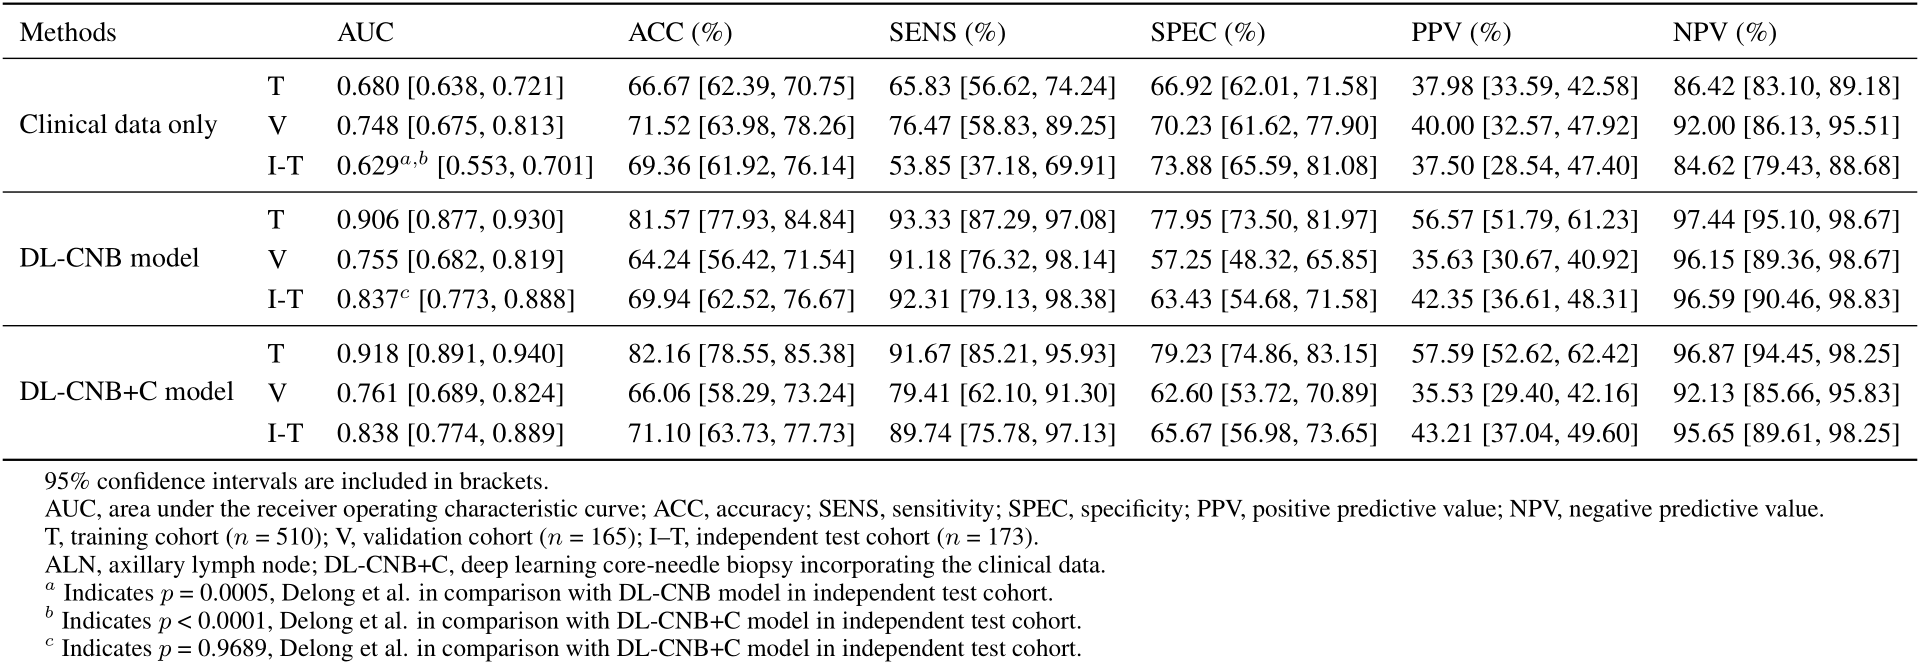 Methods AUC ACC (%) SENS (%) SPEC (%) PPV (%) NPV (%)
T 0.680 [0.638, 0.721] 66.67 [62.39, 70.75] 65.83 [56.62, 74.24] 66.92 [62.01, 71.58] 37.98 [33.59, 42.58] 86.42 [83.10, 89.18]
Clinical data only V 0.748 [0.675, 0.813] 71.52 [63.98, 78.26] 76.47 [58.83, 89.25] 70.23 [61.62, 77.90] 40.00 [32.57, 47.92] 92.00 [86.13, 95.51]
I-T 0.629a,b [0.553, 0.701] 69.36 [61.92, 76.14] 53.85 [37.18, 69.91] 73.88 [65.59, 81.08] 37.50 [28.54, 47.40] 84.62 [79.43, 88.68]
T 0.906 [0.877, 0.930] 81.57 [77.93, 84.84] 93.33 [87.29, 97.08] 77.95 [73.50, 81.97] 56.57 [51.79, 61.23] 97.44 [95.10, 98.67]
DL-CNB model V 0.755 [0.682, 0.819] 64.24 [56.42, 71.54] 91.18 [76.32, 98.14] 57.25 [48.32, 65.85] 35.63 [30.67, 40.92] 96.15 [89.36, 98.67]
I-T 0.837c [0.773, 0.888] 69.94 [62.52, 76.67] 92.31 [79.13, 98.38] 63.43 [54.68, 71.58] 42.35 [36.61, 48.31] 96.59 [90.46, 98.83]
T 0.918 [0.891, 0.940] 82.16 [78.55, 85.38] 91.67 [85.21, 95.93] 79.23 [74.86, 83.15] 57.59 [52.62, 62.42] 96.87 [94.45, 98.25]
DL-CNB+C model V 0.761 [0.689, 0.824] 66.06 [58.29, 73.24] 79.41 [62.10, 91.30] 62.60 [53.72, 70.89] 35.53 [29.40, 42.16] 92.13 [85.66, 95.83]
I-T 0.838 [0.774, 0.889] 71.10 [63.73, 77.73] 89.74 [75.78, 97.13] 65.67 [56.98, 73.65] 43.21 [37.04, 49.60] 95.65 [89.61, 98.25]
95% confidence intervals are included in brackets.
AUC, area under the receiver operating characteristic curve; ACC, accuracy; SENS, sensitivity; SPEC, specificity; PPV, positive predictive value; NPV, negative predictive value.
T, training cohort (n = 510); V, validation cohort (n = 165); I–T, independent test cohort (n = 173).
ALN, axillary lymph node; DL-CNB+C, deep learning core-needle biopsy incorporating the clinical data.
a Indicates p = 0.0005, Delong et al. in comparison with DL-CNB model in independent test cohort.
b Indicates p < 0.0001, Delong et al. in comparison with DL-CNB+C model in independent test cohort.
c Indicates p = 0.9689, Delong et al. in comparison with DL-CNB+C model in independent test cohort.